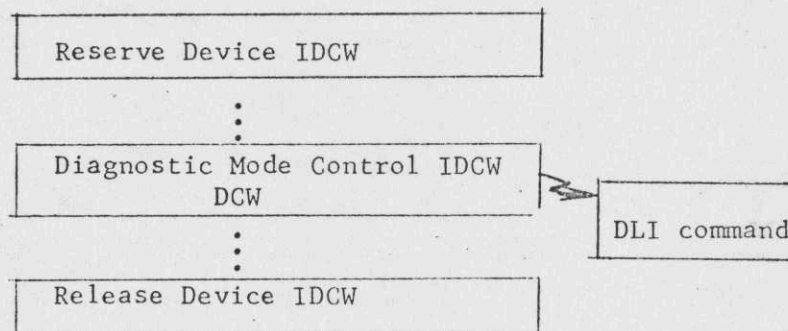 Reserve Device IDCW
Diagnostic Mode Control IDCW
DCW
DLI command
Release Device IDCW